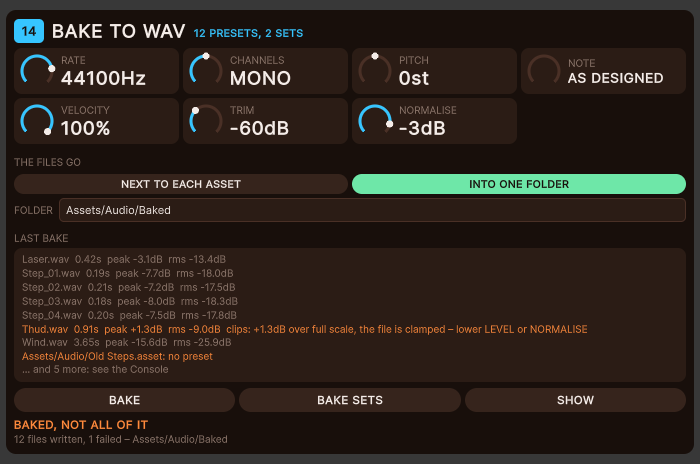 14 BAKE TO WAV 12 PRESETS, 2 SETS
RATE
44100Hz
CHANNELS
MONO
PITCH
0st
NOTE
AS DESIGNED
VELOCITY
100%
TRIM
-60dB
NORMALISE
-3dB
THE FILES GO
NEXT TO EACH ASSET
INTO ONE FOLDER
FOLDER Assets/Audio/Baked
LAST BAKE
Laser.wav 0.42s peak -3.1dB rms -13.4dB
Step_01.wav 0.19s peak -7.7dB rms -18.0dB
Step_02.wav 0.21s peak -7.2dB rms -17.5dB
Step_03.wav 0.18s peak -8.0dB rms -18.3dB
Step_04.wav 0.20s peak -7.5dB rms -17.8dB
Thud.wav 0.91s peak +1.3dB rms -9.0dB clips: +1.3dB over full scale, the file is clamped – lower LEVEL or NORMALISE
Wind.wav 3.65s peak -15.6dB rms -25.9dB
Assets/Audio/Old Steps.asset: no preset
... and 5 more: see the Console
BAKE
BAKE SETS
SHOW
BAKED, NOT ALL OF IT
12 files written, 1 failed – Assets/Audio/Baked